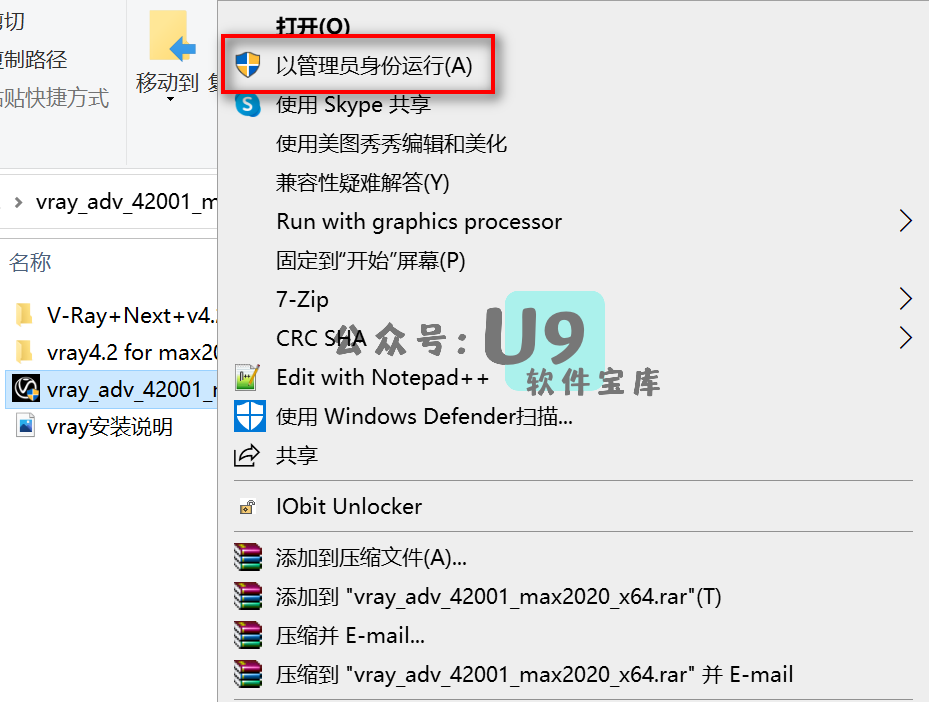 剪切
复制路径
粘贴快捷方式
移动到 复
vray_adv_42001_m
名称
V-Ray+Next+v4.2
vray4.2 for max20
vray_adv_42001_r
vray安装说明
打开(O)
以管理员身份运行(A)
使用 Skype 共享
使用美图秀秀编辑和美化
兼容性疑难解答(Y)
Run with graphics processor
固定到"开始"屏幕(P)
7-Zip
CRC SHA
公众号:U9
软件宝库
Edit with Notepad++
使用 Windows Defender扫描...
共享
IObit Unlocker
添加到压缩文件(A)...
添加到 "vray_adv_42001_max2020_x64.rar"(T)
压缩并 E-mail...
压缩到 "vray_adv_42001_max2020_x64.rar" 并 E-mail